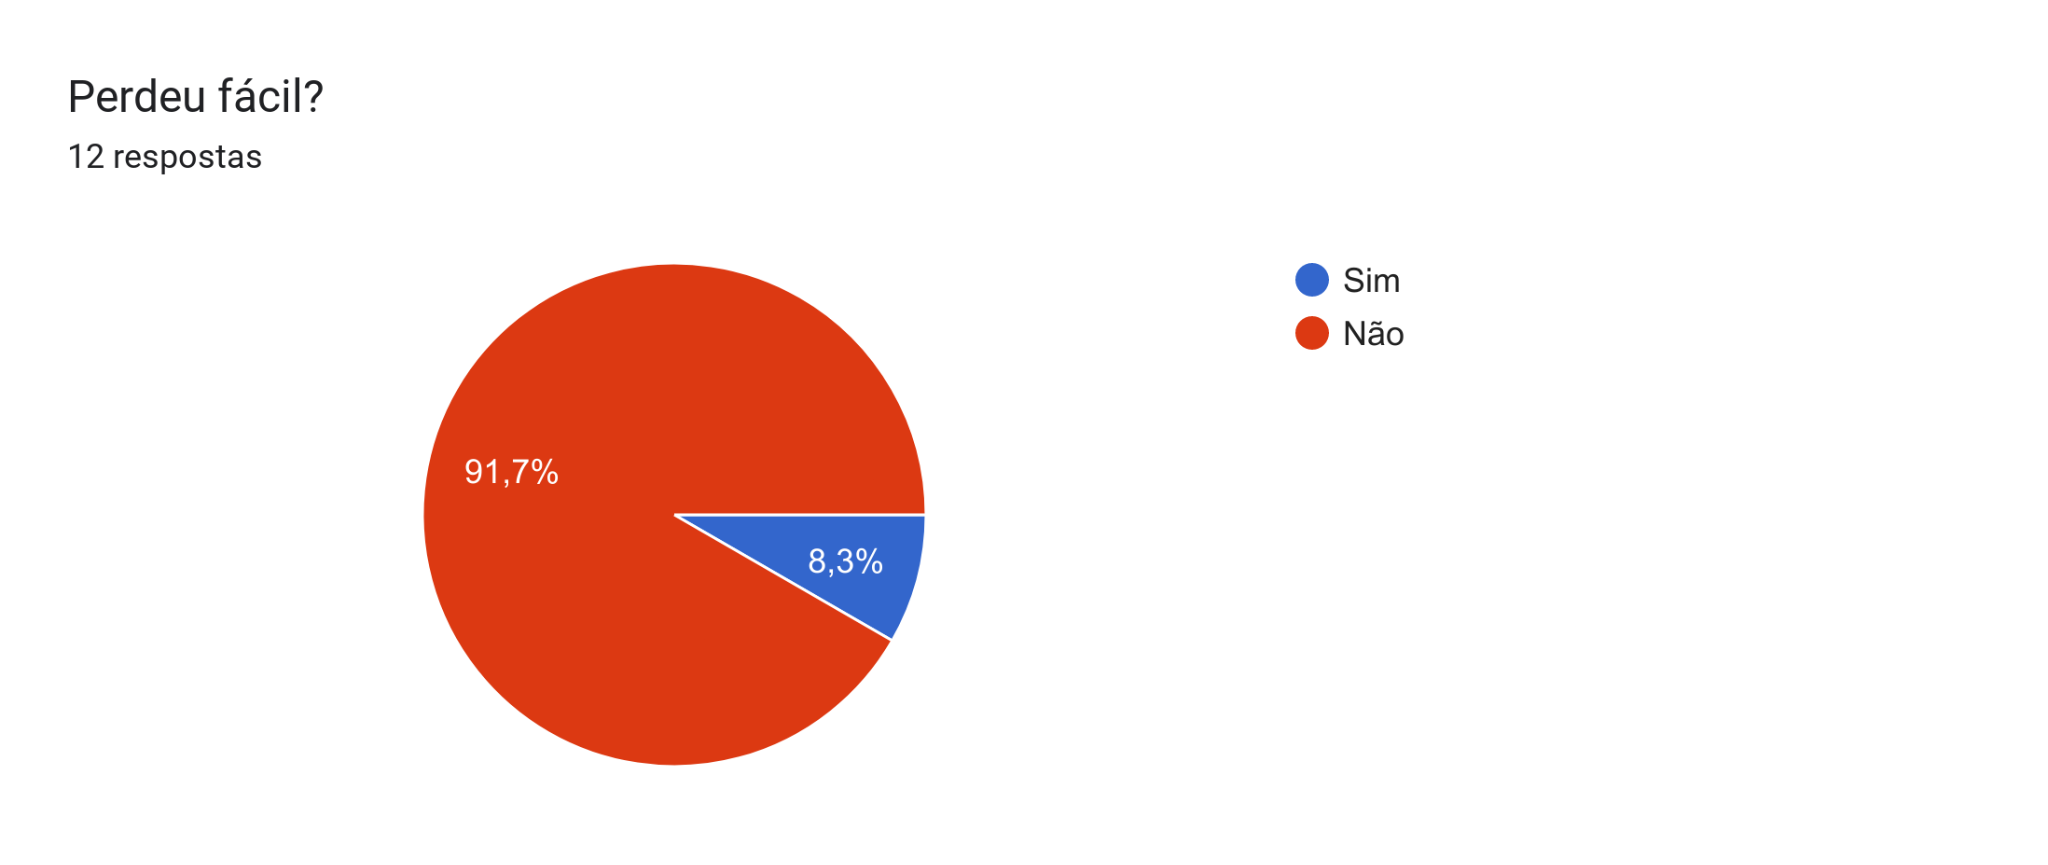 Perdeu fácil?
12 respostas
Sim
Não
91,7%
8,3%